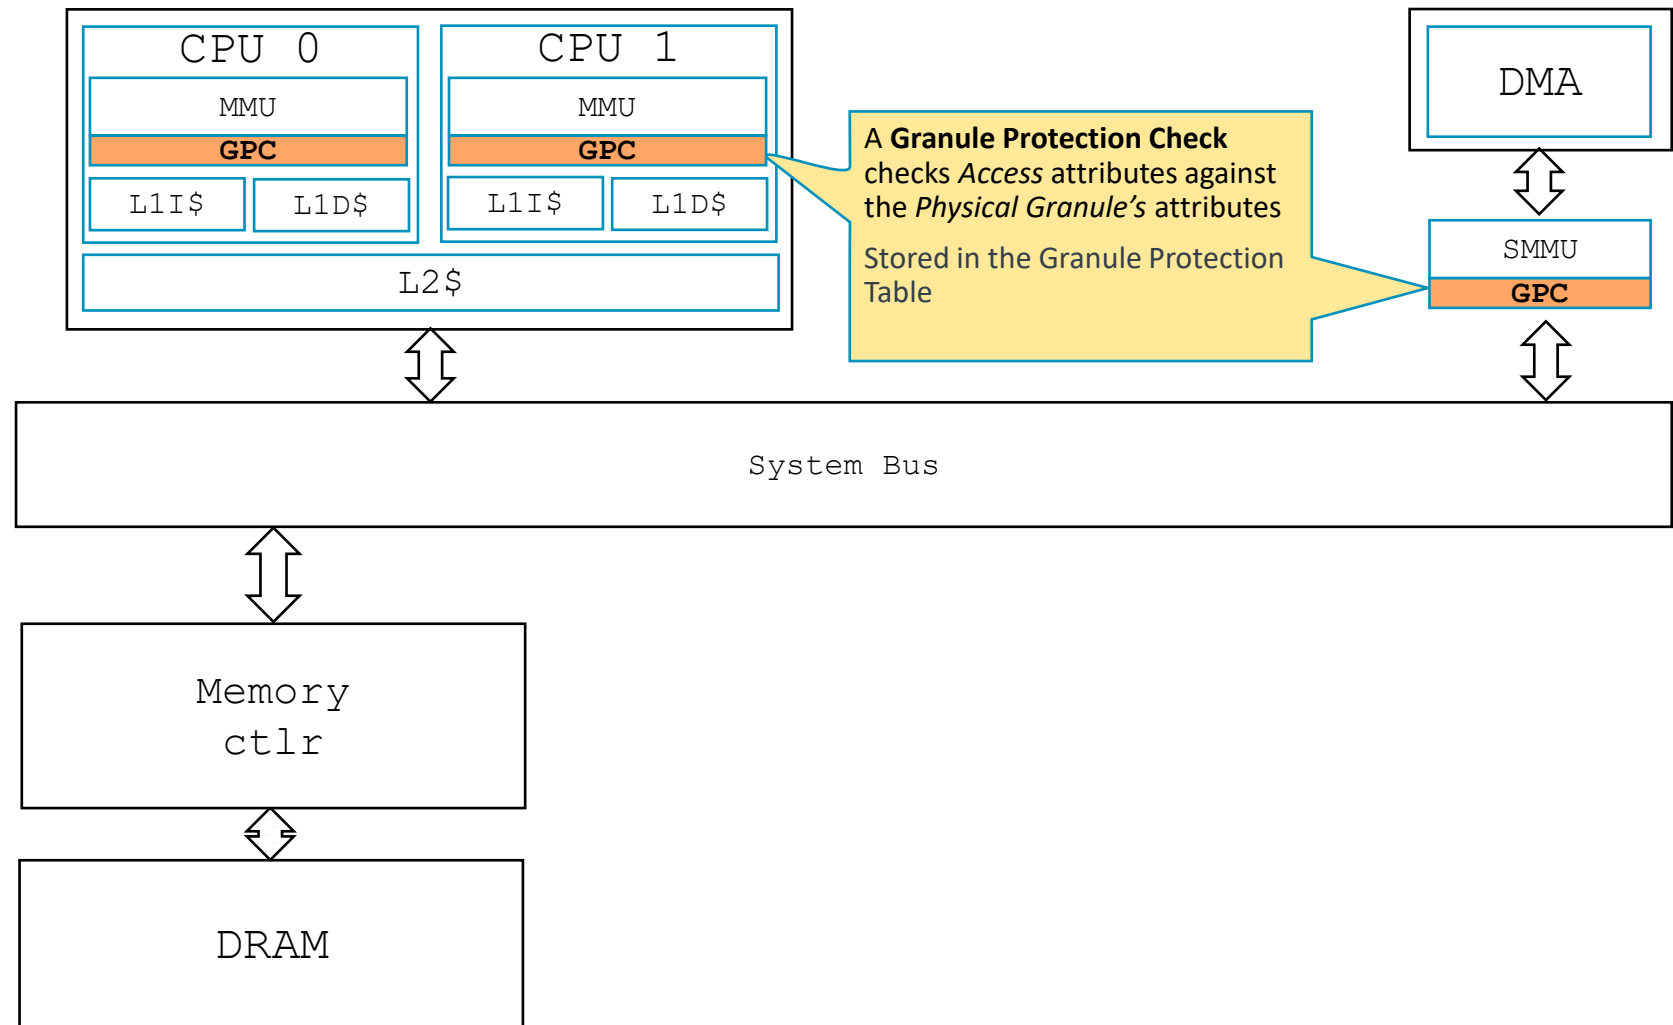 CPU 0
MMU
GPC
L1I$
L1D$
CPU 1
MMU
GPC
L1I$
L1D$
L2$
A Granule Protection Check
checks Access attributes against
the Physical Granule's attributes
Stored in the Granule Protection
Table
DMA
SMMU
GPC
System Bus
Memory
ctlr
DRAM